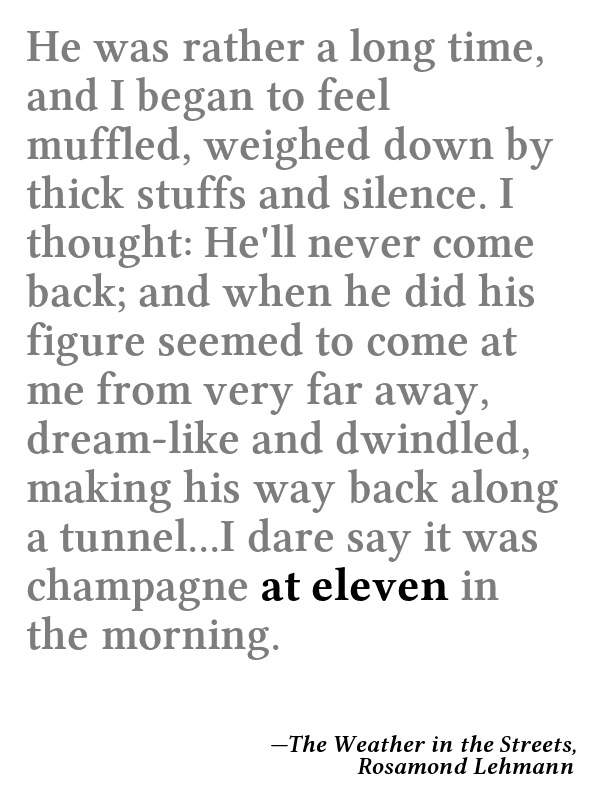 He was rather a long time,
and I began to feel
muffled, weighed down by
thick stuffs and silence. I
thought: He'll never come
back; and when he did his
figure seemed to come at
me from very far away,
dream-like and dwindled,
making his way back along
a tunnel...I dare say it was
champagne at eleven in
the morning.
—The Weather in the Streets,
Rosamond Lehmann